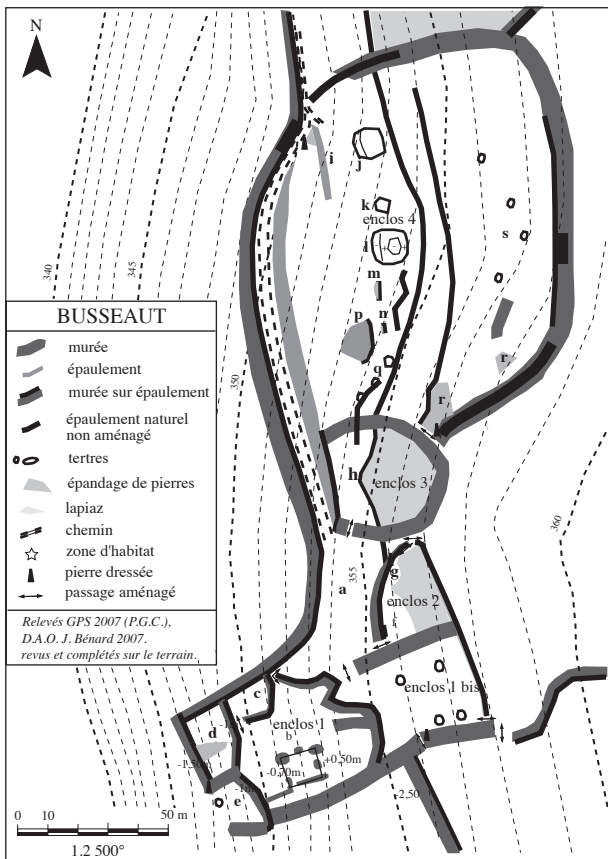 N
i
j
k
enclos 4
l
- + - +
s
m
n
p
q
r
r
340
345
350
BUSSEAUT
murée
épaulement
murée sur épaulement
épaulement naturel
non aménagé
tertres
épandage de pierres
lapiaz
chemin
zone d'habitat
pierre dressée
passage aménagé
Relevés GPS 2007 (P.G.C.),
D.A.O. J. Bénard 2007.
revus et complétés sur le terrain.
h
enclos 3
360
355
g
a
enclos 2
f
enclos 1 bis
c
enclos 1
b
d
-1,50m
-0,70m
+0,50m
e
-2,50
0
10
50 m
1.2 500°